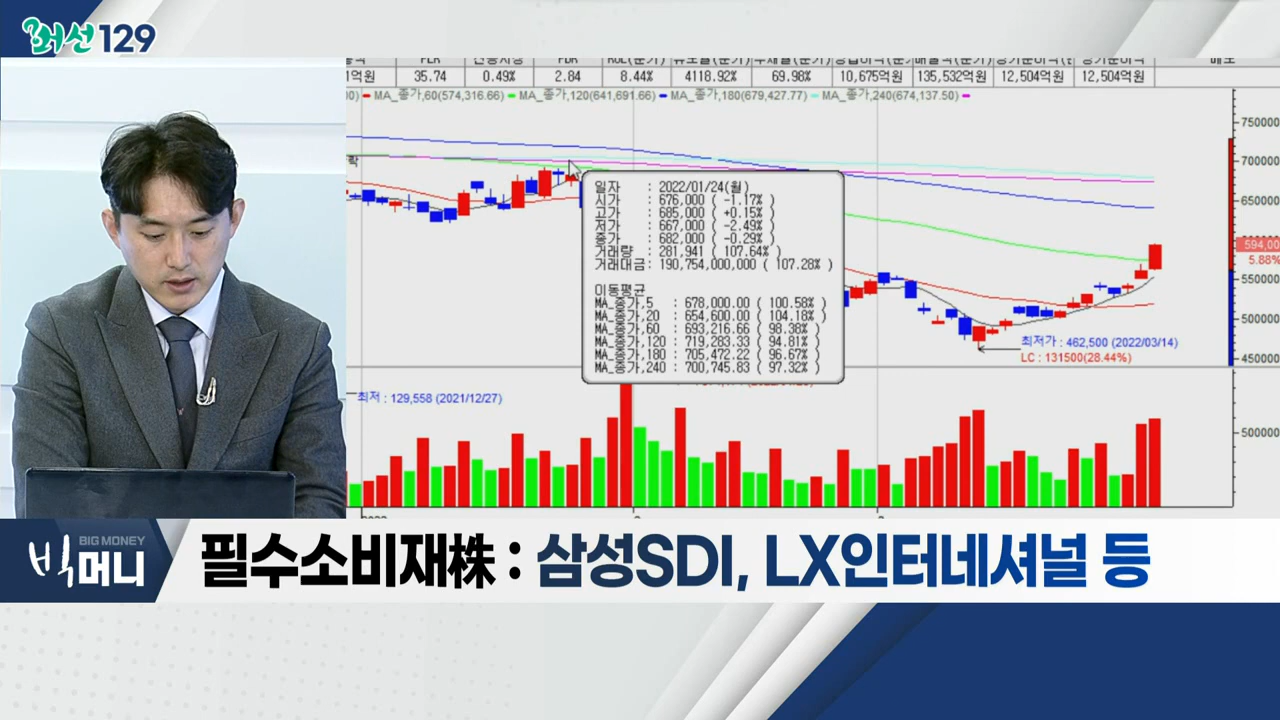 머선129
PER
PBR
1억원 35.74 0.49% 2.84 8.44% 4118.92% 69.98% 10,675억원 135,532억원 12,504억원 12,504억원
MA_종가,60(574,316.66) MA_종가,120(641,691.66) MA_종가,180(679,427.77) MA_종가,240(674,137.50)
일자 : 2022/01/24(월)
시가 : 676,000 ( -1.17% )
고가 : 685,000 ( +0.15% )
저가 : 667,000 ( -2.49% )
종가 : 682,000 ( -0.29% )
거래량 : 281,941 ( 107.64% )
거래대금 : 190,754,000,000 ( 107.28% )
이동평균
MA_종가,5 : 678,000.00 ( 100.58% )
MA_종가,20 : 654,600.00 ( 104.18% )
MA_종가,60 : 693,216.66 ( 98.38% )
MA_종가,120 : 719,283.33 ( 94.81% )
MA_종가,180 : 705,472.22 ( 96.67% )
MA_종가,240 : 700,745.83 ( 97.32% )
750000
700000
650000
594,00
5.88%
550000
500000
450000
최저가 : 462,500 (2022/03/14)
LC : 131500(28.44%)
최저 : 129,558 (2021/12/27)
500000
BIG MONEY
빅머니
필수소비재株 : 삼성SDI, LX인터네셔널 등